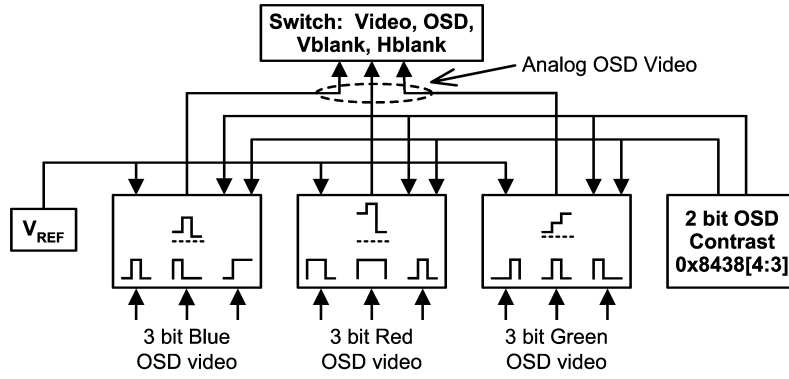 Switch: Video, OSD,
Vblank, Hblank
Analog OSD Video
VREF
2 bit OSD
Contrast
0x8438[4:3]
3 bit Blue
OSD video
3 bit Red
OSD video
3 bit Green
OSD video